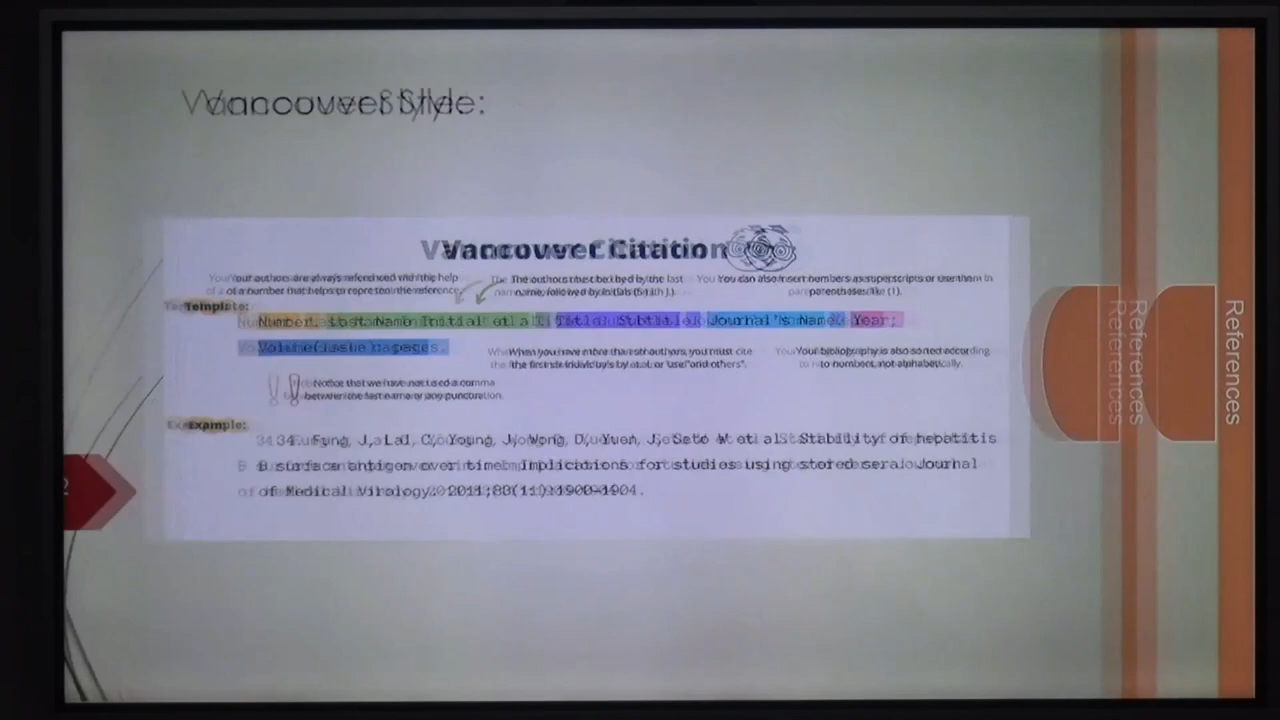 Vancouver Style:
Vancouver Citation
Your authors are always referenced with the help
of a number that helps to represent the reference.
The authors must be by the last
name, followed by initials (Smith J.).
You can also insert numbers as superscripts or use them in
parentheses like (1).
Template:
Number. Last Name Initial et al. Title: Subtitle. Journal's Name. Year;
Volume(issue): pages.
When you have more than six authors, you must cite
the first six individuals by et al. or use "and others".
Your bibliography is also sorted according
to numbers, not alphabetically.
Notice that we have not used a comma
between the last name or any punctuation.
Example:
34. Fung J, Lai C, Young J, Wong D, Yuen J, Seto W et al. Stability of hepatitis
B surface antigen over time: Implications for studies using stored sera. Journal
of Medical Virology. 2011;83(11):1900-1904.
References
2